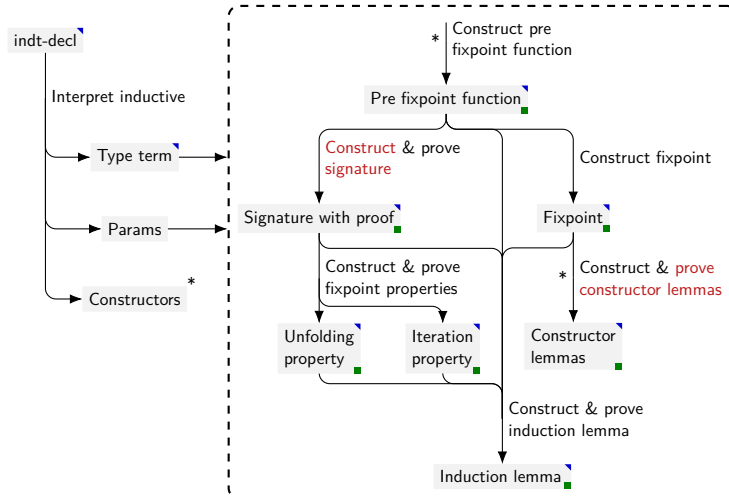 indt-decl
Interpret inductive
Type term
Params
Constructors *
*
Construct pre
fixpoint function
Pre fixpoint function
Construct & prove
signature
Construct fixpoint
Signature with proof
Fixpoint
Construct & prove
fixpoint properties
*
Construct & prove
constructor lemmas
Unfolding
property
Iteration
property
Constructor
lemmas
Construct & prove
induction lemma
Induction lemma